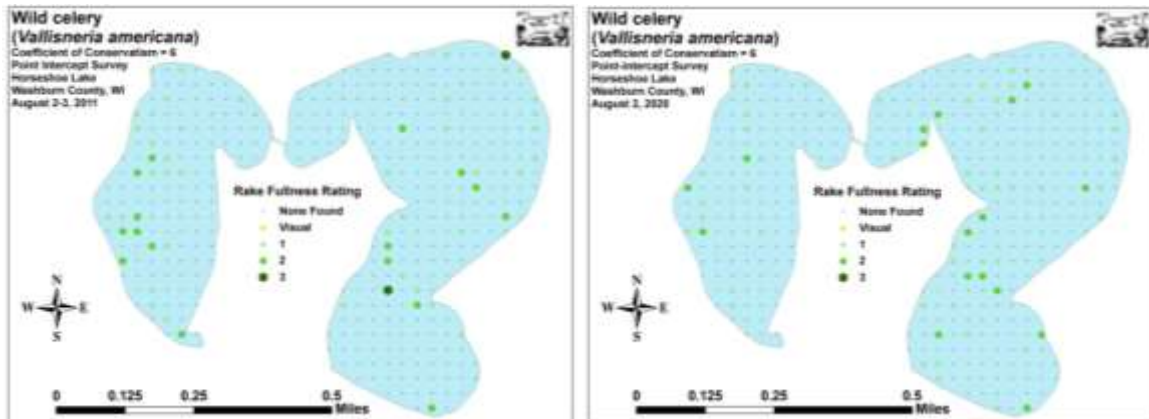 Wild celery
(Vallisneria americana)
Coefficient of Conservatism = 6
Point Intercept Survey
Horseshoe Lake
Washburn County, WI
August 2-3, 2011
Rake Fullness Rating
None Found
Visual
1
2
3
N
W E
S
0 0.125 0.25 0.5
Miles
Wild celery
(Vallisneria americana)
Coefficient of Conservatism = 6
Point-intercept Survey
Horseshoe Lake
Washburn County, WI
August 3, 2020
Rake Fullness Rating
None Found
Visual
1
2
3
N
W E
S
0 0.125 0.25 0.5
Miles